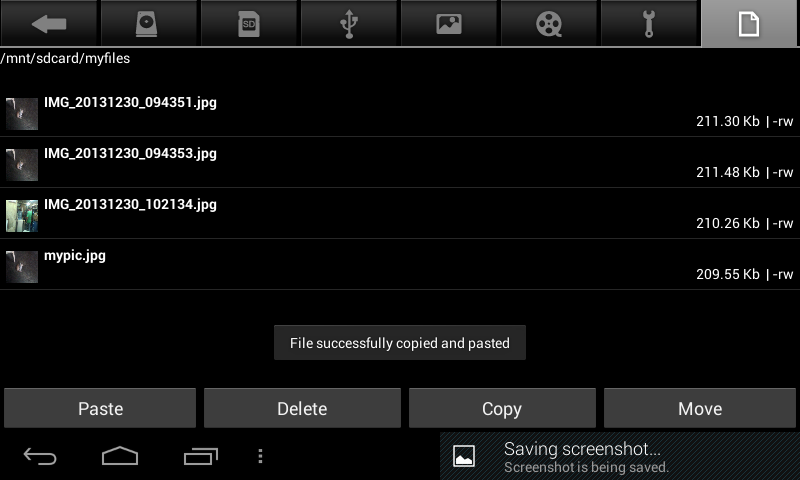 SD
/mnt/sdcard/myfiles
IMG_20131230_094351.jpg
211.30 Kb | -rw
IMG_20131230_094353.jpg
211.48 Kb | -rw
IMG_20131230_102134.jpg
210.26 Kb | -rw
mypic.jpg
209.55 Kb | -rw
File successfully copied and pasted
Paste Delete Copy Move
Saving screenshot...
Screenshot is being saved.